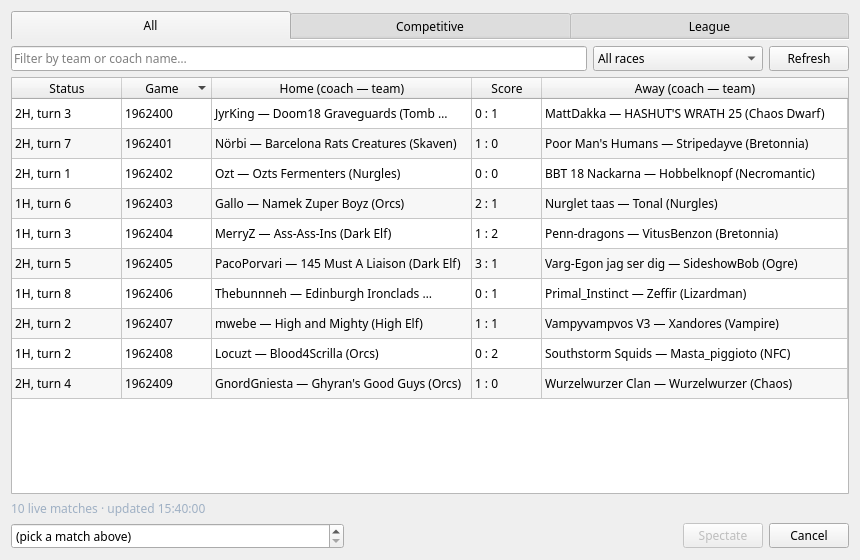 All Competitive League
Filter by team or coach name... All races Refresh
Status Game Home (coach — team) Score Away (coach — team)
2H, turn 3 1962400 JyrKing — Doom18 Graveguards (Tomb ... 0 : 1 MattDakka — HASHUT'S WRATH 25 (Chaos Dwarf)
2H, turn 7 1962401 Nörbi — Barcelona Rats Creatures (Skaven) 1 : 0 Poor Man's Humans — Stripedayve (Bretonnia)
2H, turn 1 1962402 Ozt — Ozts Fermenters (Nurgles) 0 : 0 BBT 18 Nackarna — Hobbelknopf (Necromantic)
1H, turn 6 1962403 Gallo — Namek Zuper Boyz (Orcs) 2 : 1 Nurglet taas — Tonal (Nurgles)
1H, turn 3 1962404 MerryZ — Ass-Ass-Ins (Dark Elf) 1 : 2 Penn-dragons — VitusBenzon (Bretonnia)
2H, turn 5 1962405 PacoPorvari — 145 Must A Liaison (Dark Elf) 3 : 1 Varg-Egon jag ser dig — SideshowBob (Ogre)
1H, turn 8 1962406 Thebunnneh — Edinburgh Ironclads ... 0 : 1 Primal_Instinct — Zeffir (Lizardman)
2H, turn 2 1962407 mwebe — High and Mighty (High Elf) 1 : 1 Vampyvampvos V3 — Xandores (Vampire)
1H, turn 2 1962408 Locuzt — Blood4Scrilla (Orcs) 0 : 2 Southstorm Squids — Masta_piggioto (NFC)
2H, turn 4 1962409 GnordGniesta — Ghyran's Good Guys (Orcs) 1 : 0 Wurzelwurzer Clan — Wurzelwurzer (Chaos)
10 live matches · updated 15:40:00
(pick a match above) Spectate Cancel